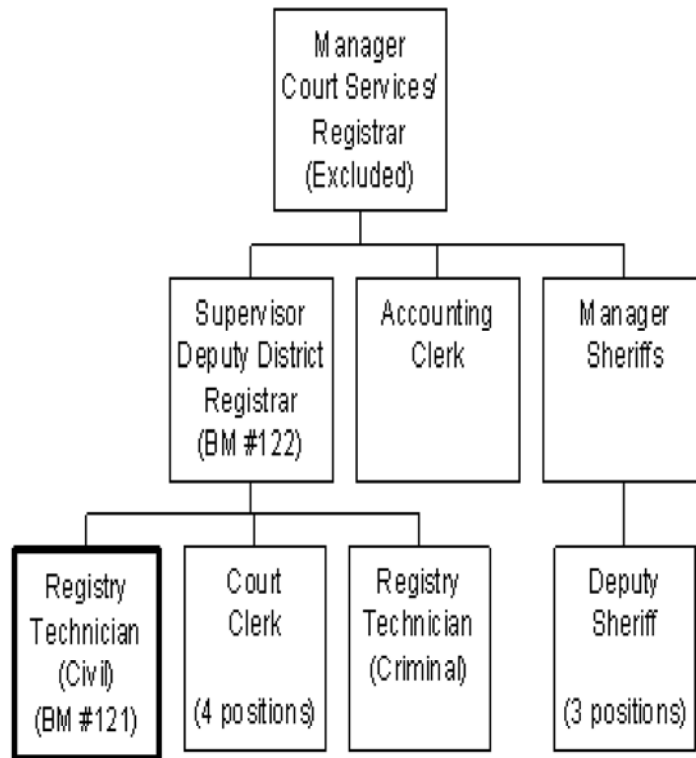 Manager
Court Services/
Registrar
(Excluded)
Supervisor
Deputy District
Registrar
(BM #122)
Accounting
Clerk
Manager
Sheriffs
Registry
Technician
(Civil)
(BM #121)
Court
Clerk
(4 positions)
Registry
Technician
(Criminal)
Deputy
Sheriff
(3 positions)